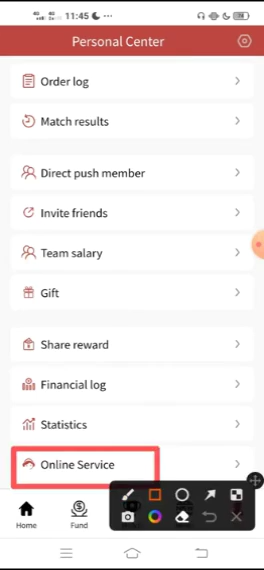 11:45
Personal Center
Order log
Match results
Direct push member
Invite friends
Team salary
Gift
Share reward
Financial log
Statistics
Online Service
Home
Fund